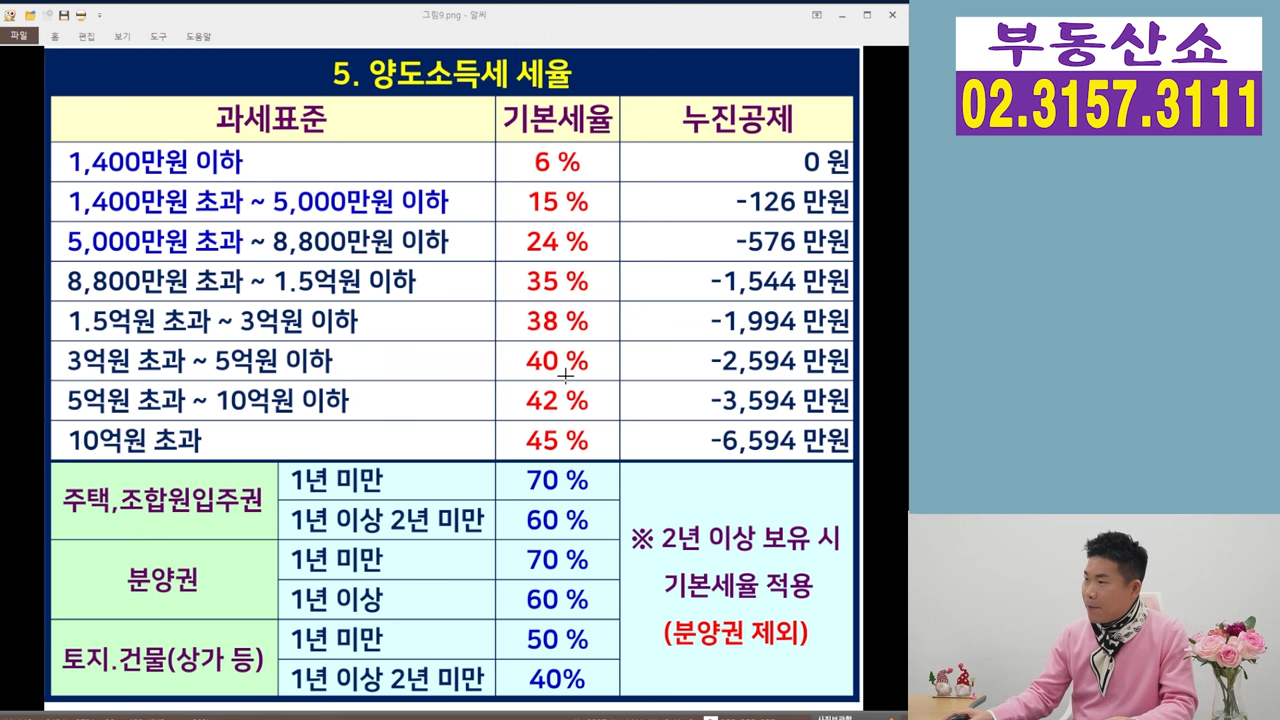 그림9.png - 알씨
파일 홈 편집 보기 도구 도움말
부동산쇼
02.3157.3111
5. 양도소득세 세율
과세표준 기본세율 누진공제
1,400만원 이하 6 % 0 원
1,400만원 초과 ~ 5,000만원 이하 15 % -126 만원
5,000만원 초과 ~ 8,800만원 이하 24 % -576 만원
8,800만원 초과 ~ 1.5억원 이하 35 % -1,544 만원
1.5억원 초과 ~ 3억원 이하 38 % -1,994 만원
3억원 초과 ~ 5억원 이하 40 % -2,594 만원
5억원 초과 ~ 10억원 이하 42 % -3,594 만원
10억원 초과 45 % -6,594 만원
주택,조합원입주권
1년 미만 70 %
1년 이상 2년 미만 60 %
분양권
1년 미만 70 %
1년 이상 60 %
토지.건물(상가 등)
1년 미만 50 %
1년 이상 2년 미만 40%
※ 2년 이상 보유 시
기본세율 적용
(분양권 제외)